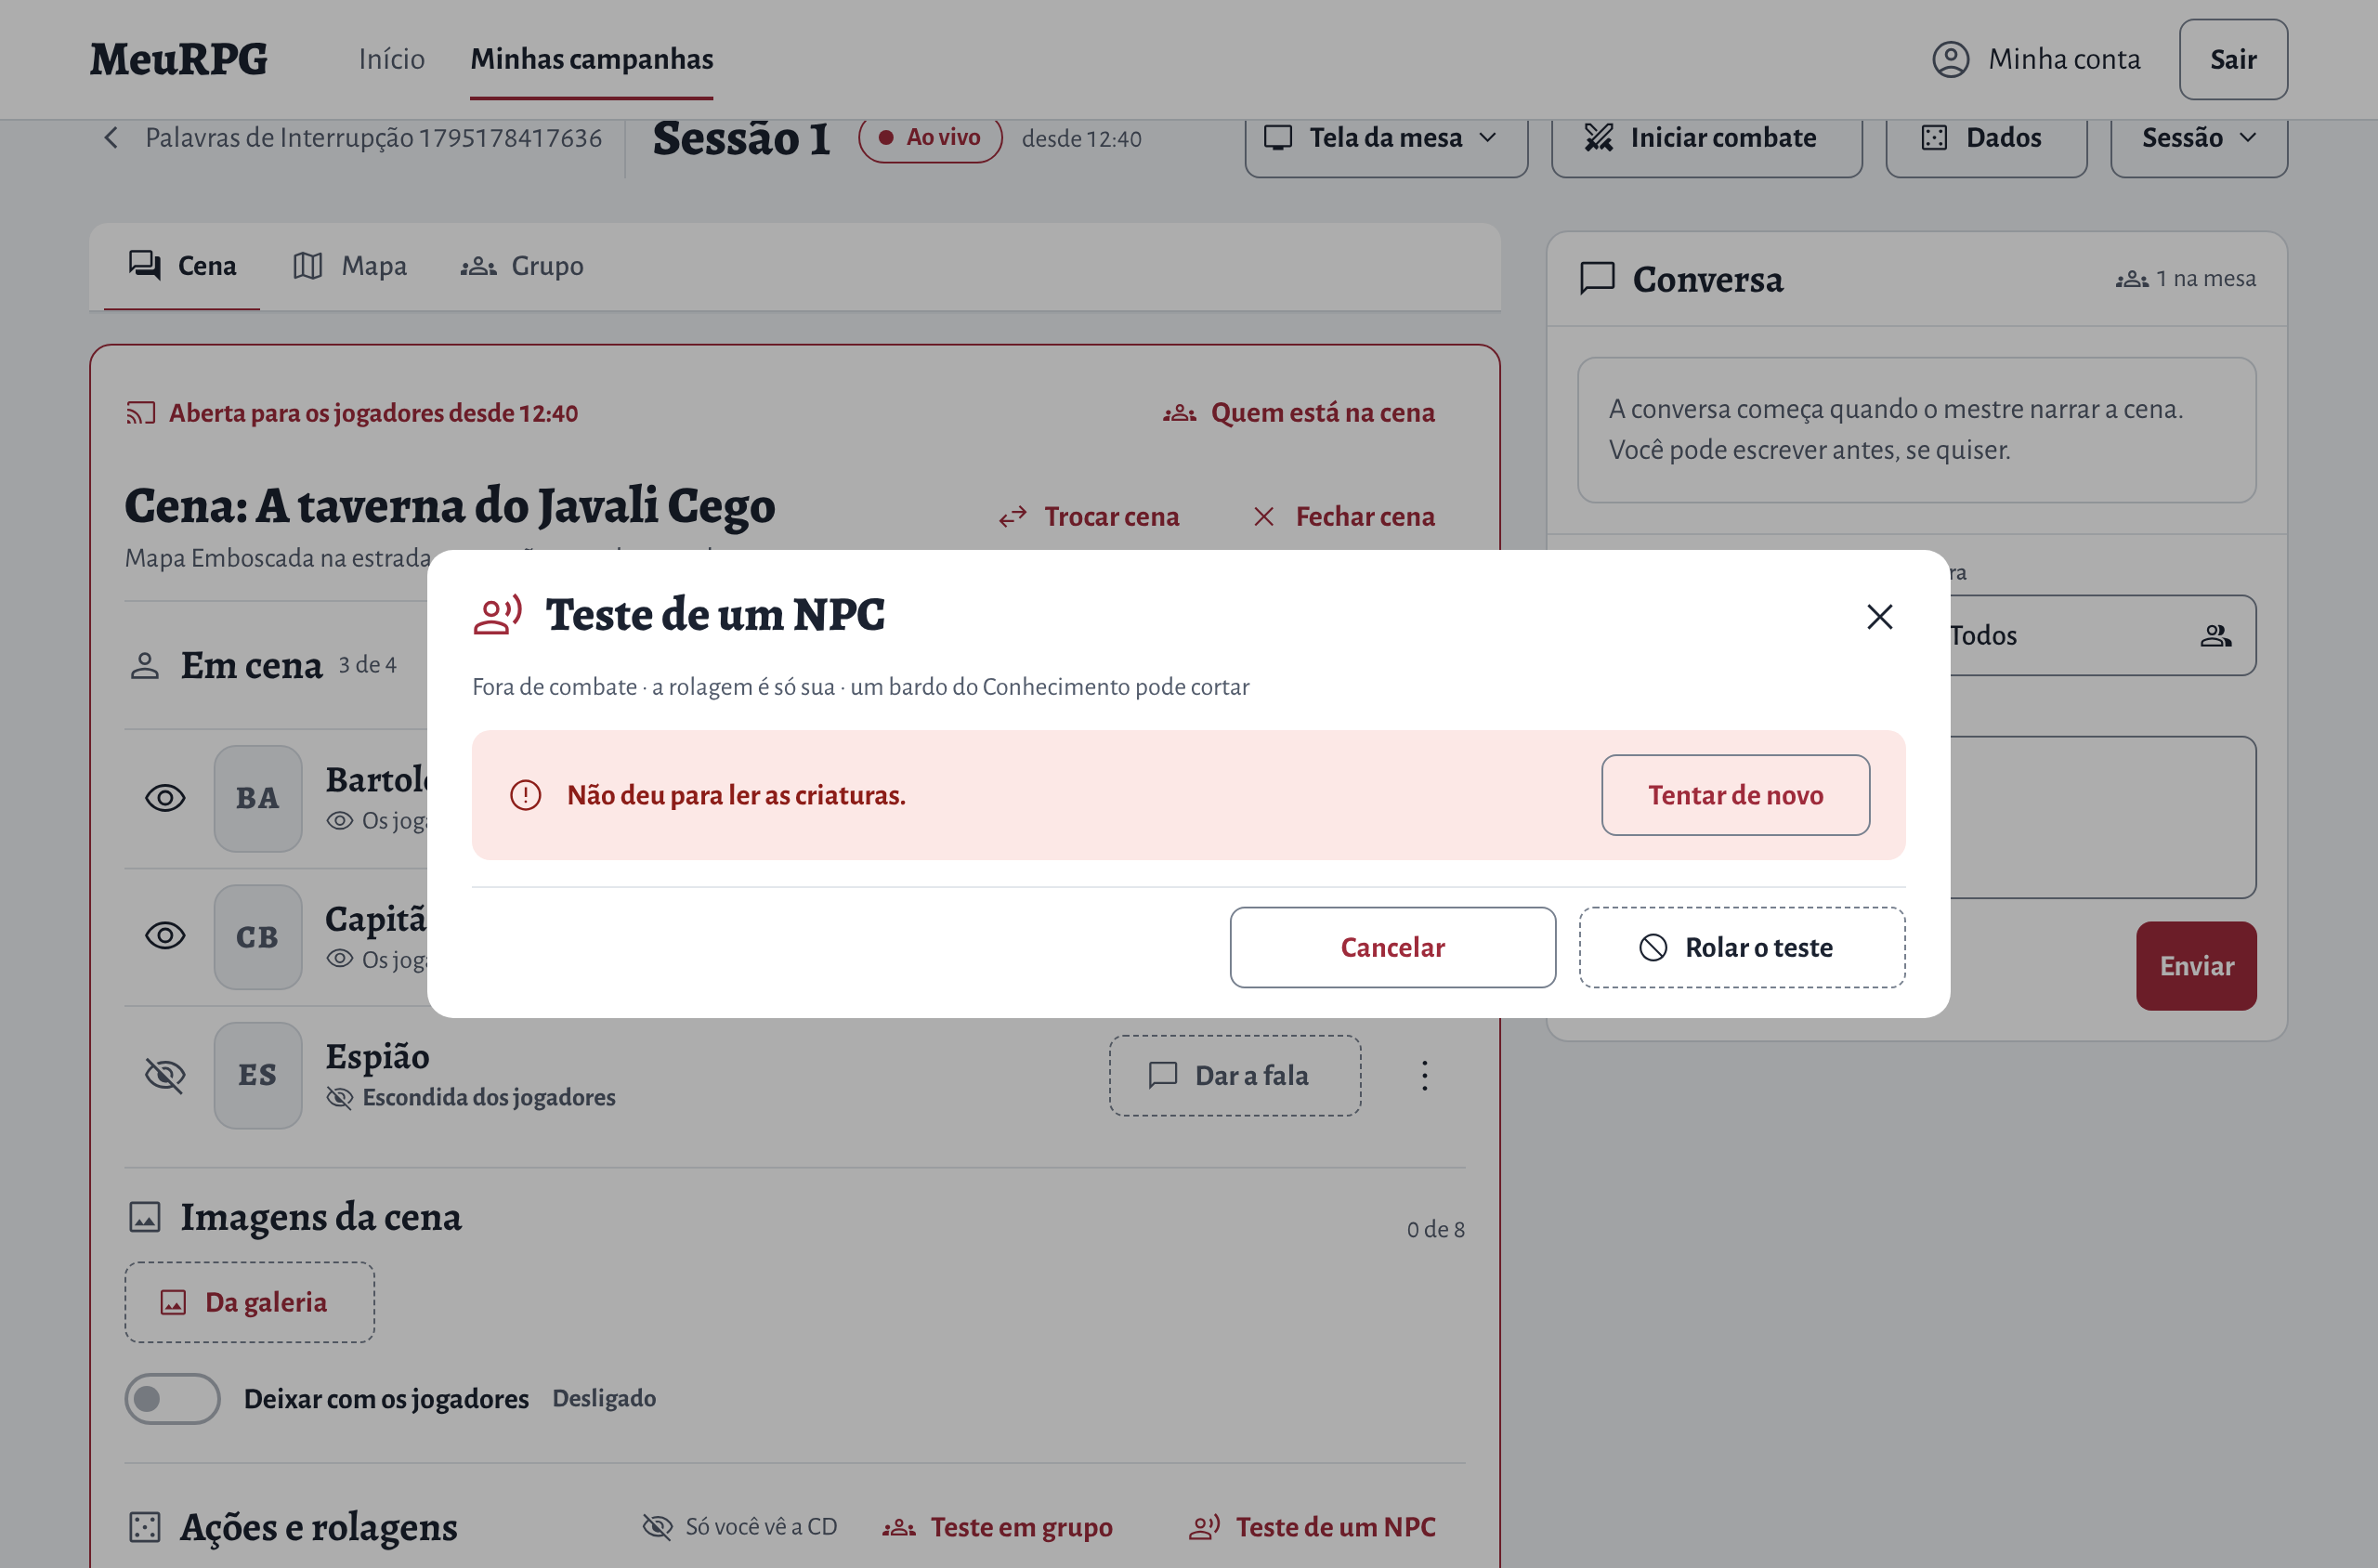 MeuRPG
Início
Minhas campanhas
Minha conta
Sair
Palavras de Interrupção 1795178417636
Sessão 1
Ao vivo
desde 12:40
Tela da mesa
Iniciar combate
Dados
Sessão
Cena
Mapa
Grupo
Aberta para os jogadores desde 12:40
Quem está na cena
Cena: A taverna do Javali Cego
Trocar cena
Fechar cena
Mapa Emboscada na estrada
Em cena
3 de 4
BA
Os
CB
Os
ES
Espião
Escondida dos jogadores
Dar a fala
Imagens da cena
0 de 8
Da galeria
Deixar com os jogadores
Desligado
Ações e rolagens
Só você vê a CD
Teste em grupo
Teste de um NPC
Conversa
1 na mesa
A conversa começa quando o mestre narrar a cena.
Você pode escrever antes, se quiser.
Todos
Enviar
Teste de um NPC
Fora de combate · a rolagem é só sua · um bardo do Conhecimento pode cortar
Não deu para ler as criaturas.
Tentar de novo
Cancelar
Rolar o teste